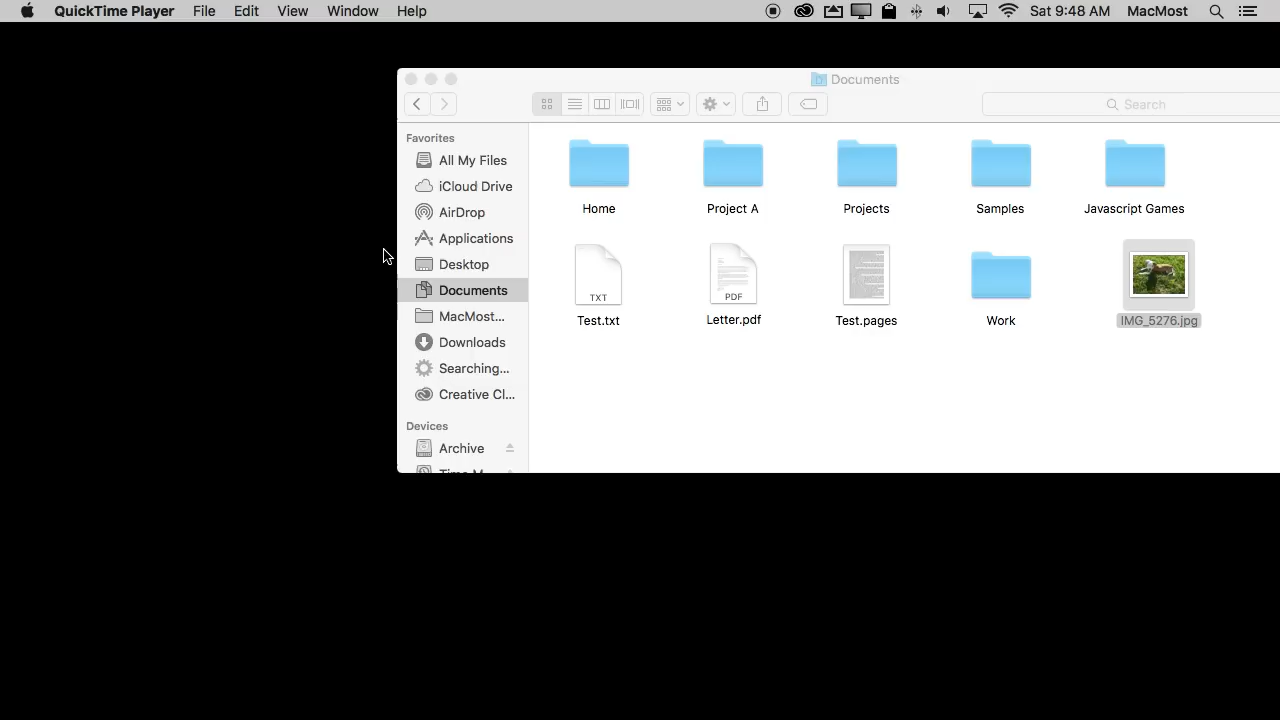 QuickTime Player File Edit View Window Help Sat 9:48 AM MacMost
Documents
Search
Favorites
All My Files
iCloud Drive
AirDrop
Applications
Desktop
Documents
MacMost...
Downloads
Searching...
Creative Cl...
Devices
Archive
Home Project A Projects Samples Javascript Games
TXT PDF
Test.txt Letter.pdf Test.pages Work IMG_5276.jpg